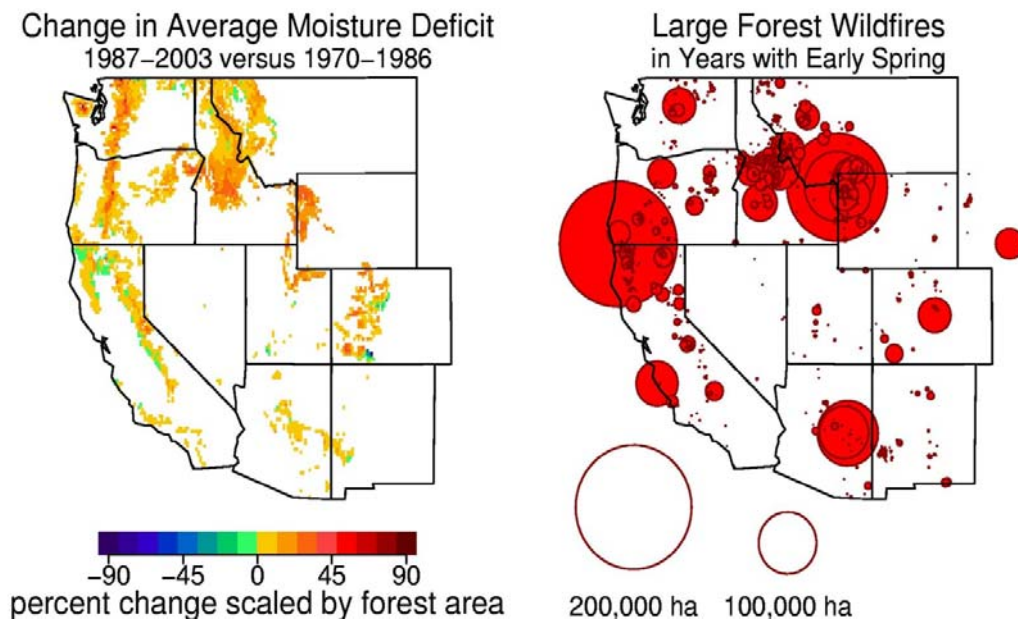 Change in Average Moisture Deficit
1987–2003 versus 1970–1986
−90 −45 0 45 90
percent change scaled by forest area
Large Forest Wildfires
in Years with Early Spring
200,000 ha 100,000 ha